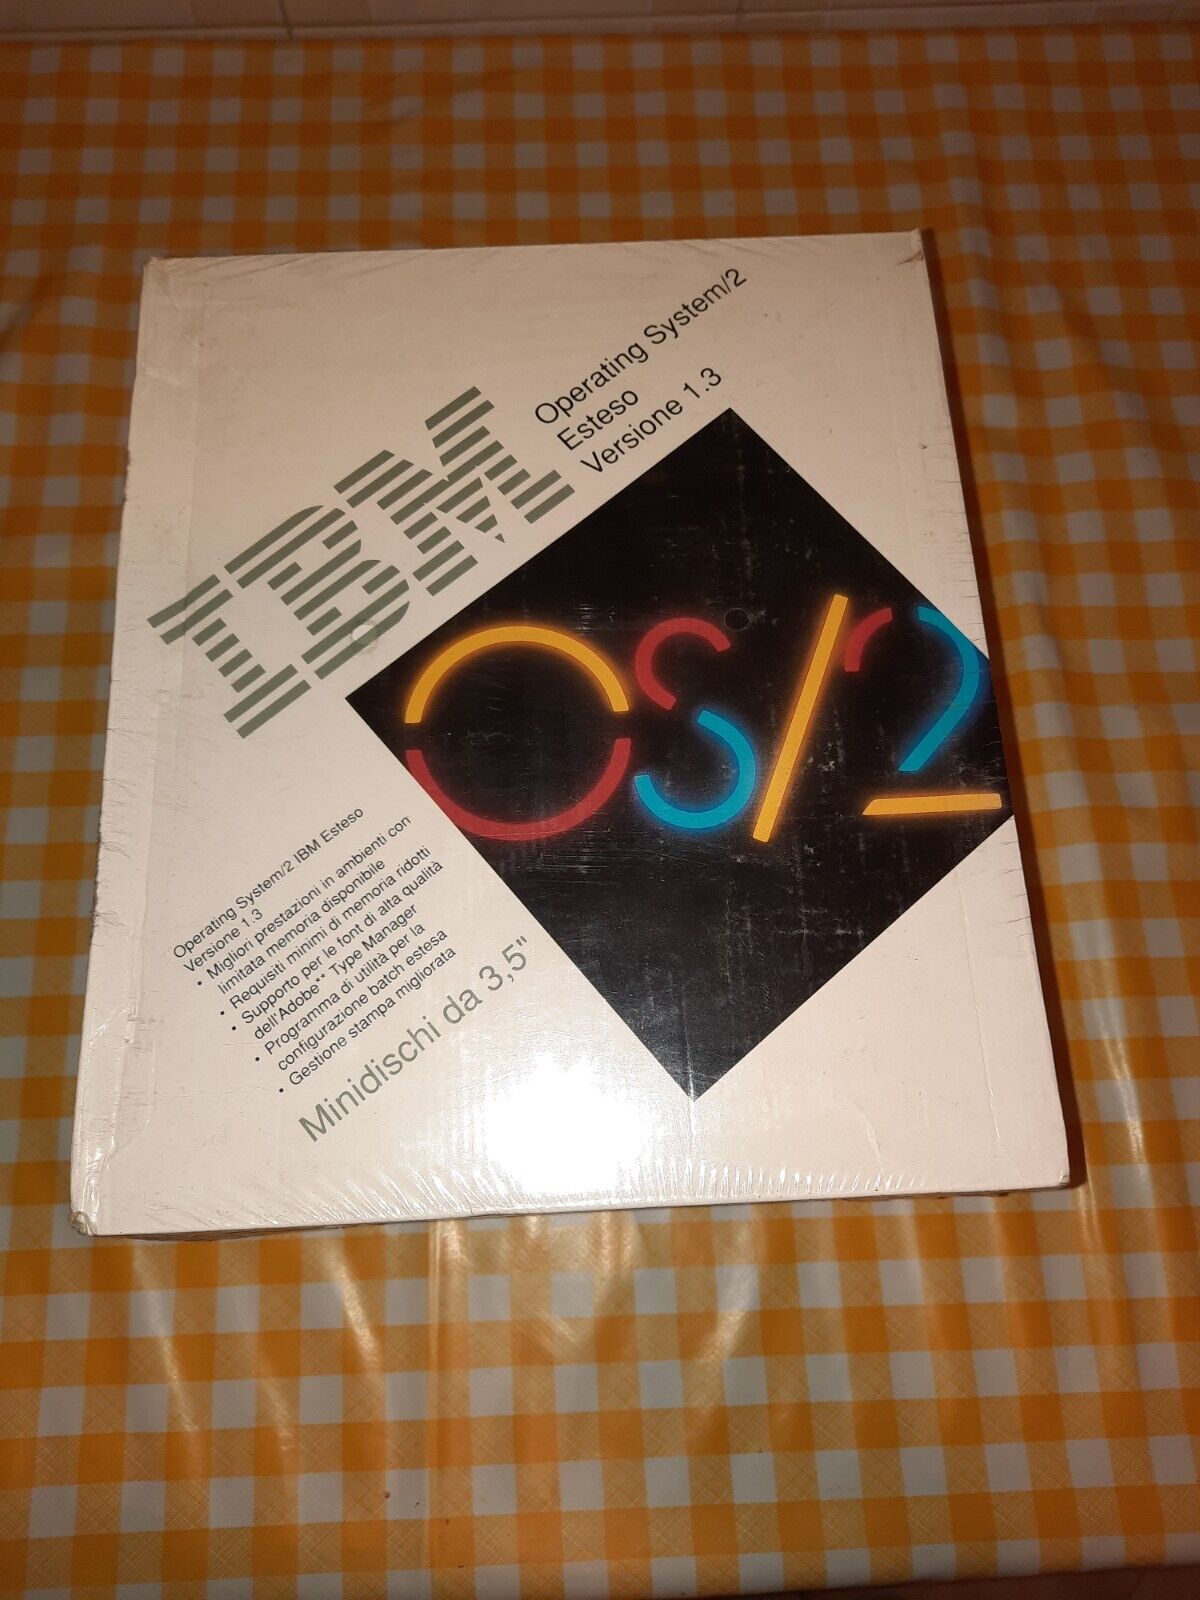 IBM
Operating System/2
Esteso
Versione 1.3
OS/2
Operating System/2 IBM Esteso
Versione 1.3
• Migliori prestazioni in ambienti con
limitata memoria disponibile
• Requisiti minimi di memoria ridotti
• Supporto per le font di alta qualità
dell'Adobe** Type Manager
• Programma di utilità per la
configurazione batch estesa
• Gestione stampa migliorata
Minidischi da 3,5"